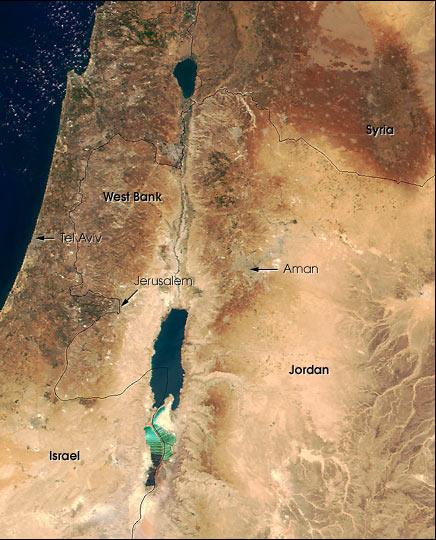 Syria
West Bank
Tel Aviv
Aman
Jerusalem
Jordan
Israel